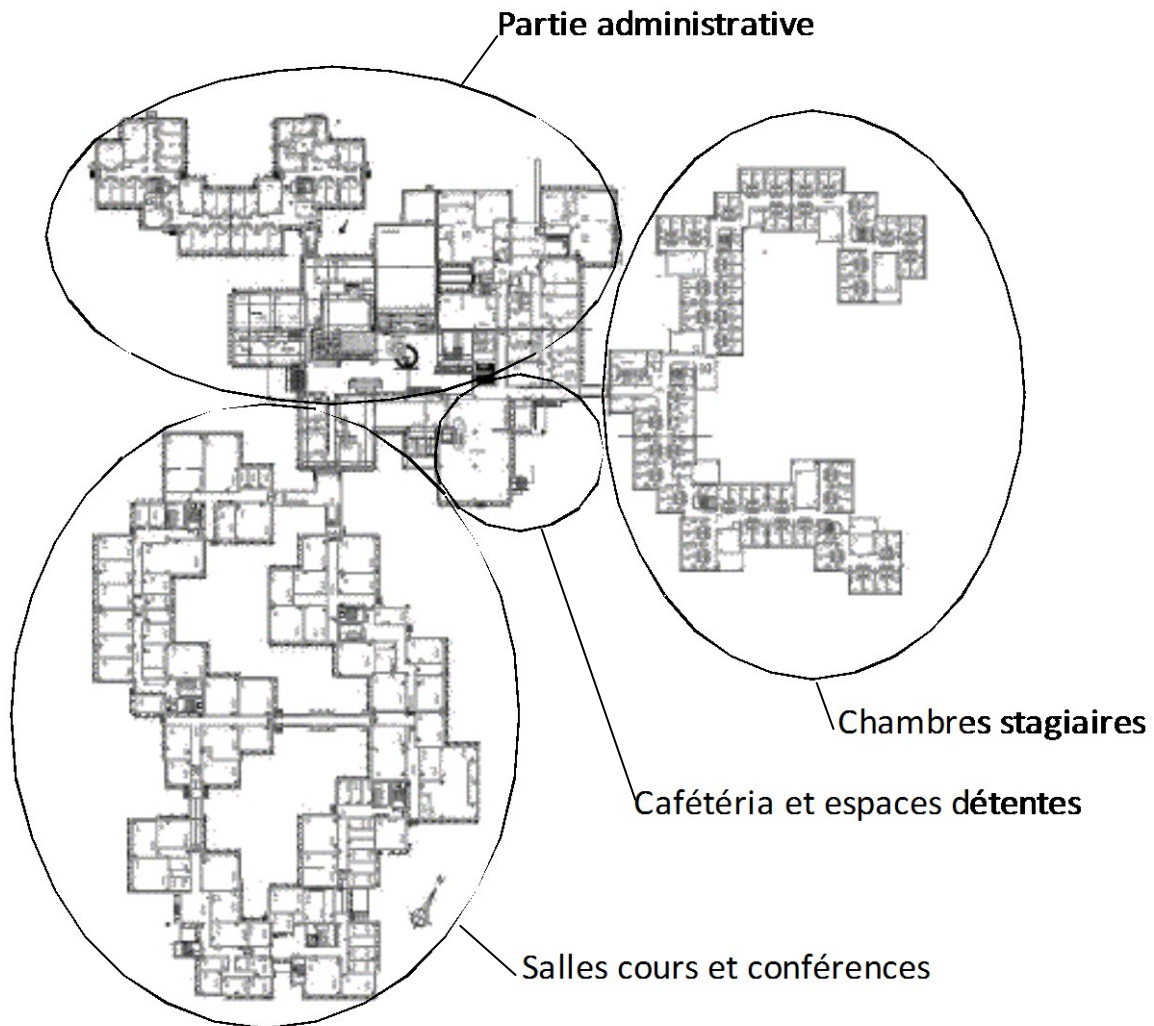 Partie administrative
Chambres stagiaires
Cafétéria et espaces détentes
Salles cours et conférences